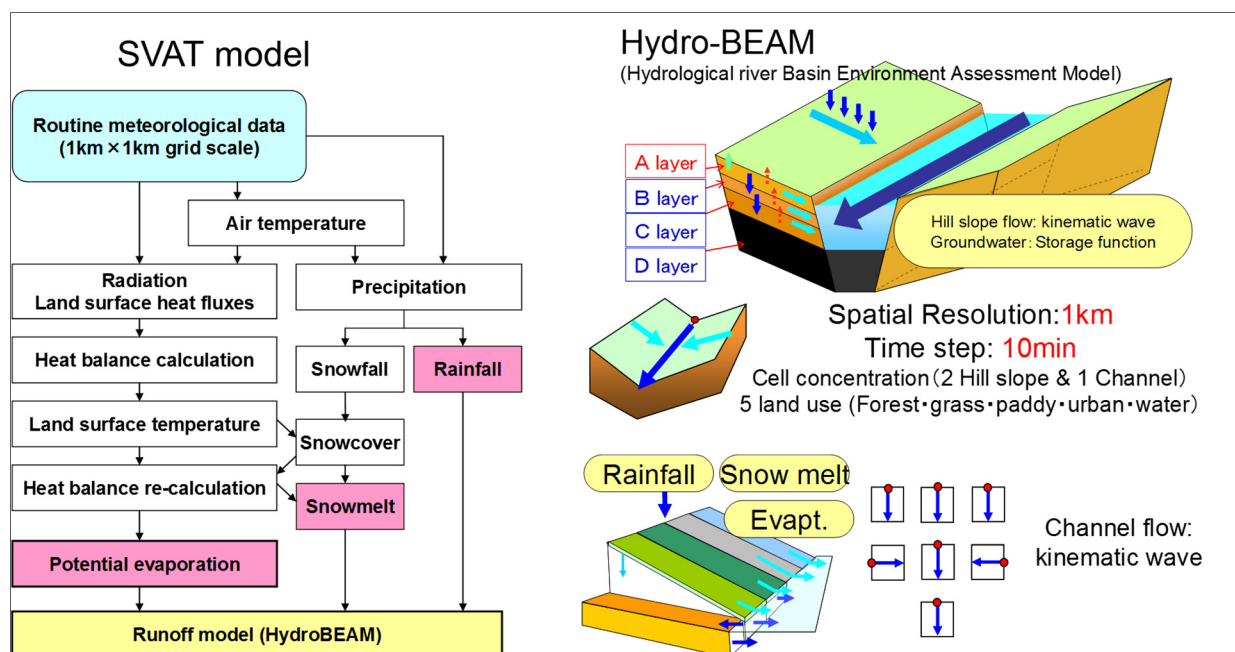 SVAT model
Routine meteorological data
(1km×1km grid scale)
Air temperature
Radiation
Land surface heat fluxes
Precipitation
Heat balance calculation
Snowfall
Rainfall
Land surface temperature
Snowcover
Heat balance re-calculation
Snowmelt
Potential evaporation
Runoff model (HydroBEAM)
Hydro-BEAM
(Hydrological river Basin Environment Assessment Model)
A layer
B layer
C layer
D layer
Hill slope flow: kinematic wave
Groundwater: Storage function
Spatial Resolution:1km
Time step: 10min
Cell concentration(2 Hill slope & 1 Channel)
5 land use (Forest・grass・paddy・urban・water)
Rainfall
Snow melt
Evapt.
Channel flow:
kinematic wave